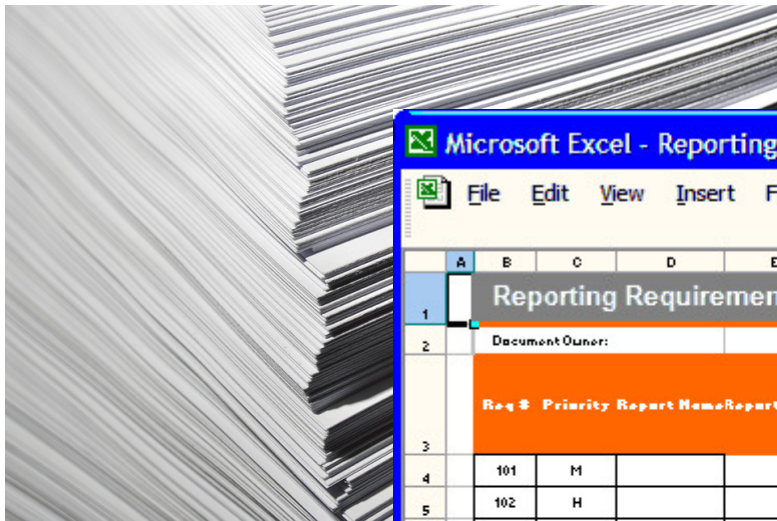 Microsoft Excel - Reporting
File Edit View Insert F
A B C D E
1 Reporting Requiremen
2 Document Owner:
3 Req # Priority Report Name Report
4 101 M
5 102 H